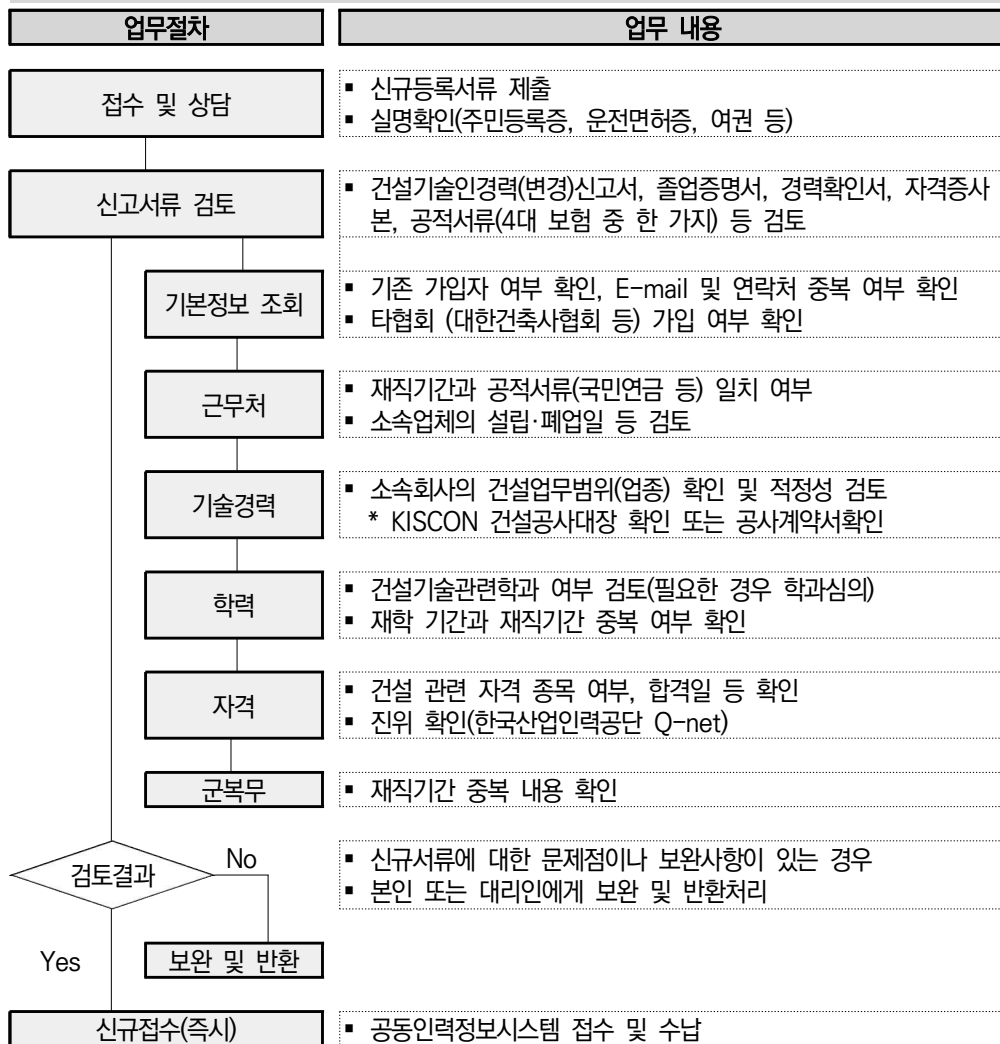 업무절차
업무 내용
접수 및 상담
▪ 신규등록서류 제출
▪ 실명확인(주민등록증, 운전면허증, 여권 등)
신고서류 검토
▪ 건설기술인경력(변경)신고서, 졸업증명서, 경력확인서, 자격증사
본, 공적서류(4대 보험 중 한 가지) 등 검토
기본정보 조회
▪ 기존 가입자 여부 확인, E-mail 및 연락처 중복 여부 확인
▪ 타협회 (대한건축사협회 등) 가입 여부 확인
근무처
▪ 재직기간과 공적서류(국민연금 등) 일치 여부
▪ 소속업체의 설립·폐업일 등 검토
기술경력
▪ 소속회사의 건설업무범위(업종) 확인 및 적정성 검토
* KISCON 건설공사대장 확인 또는 공사계약서확인
학력
▪ 건설기술관련학과 여부 검토(필요한 경우 학과심의)
▪ 재학 기간과 재직기간 중복 여부 확인
자격
▪ 건설 관련 자격 종목 여부, 합격일 등 확인
▪ 진위 확인(한국산업인력공단 Q-net)
군복무
▪ 재직기간 중복 내용 확인
검토결과
No
▪ 신규서류에 대한 문제점이나 보완사항이 있는 경우
▪ 본인 또는 대리인에게 보완 및 반환처리
Yes
보완 및 반환
신규접수(즉시)
▪ 공동인력정보시스템 접수 및 수납